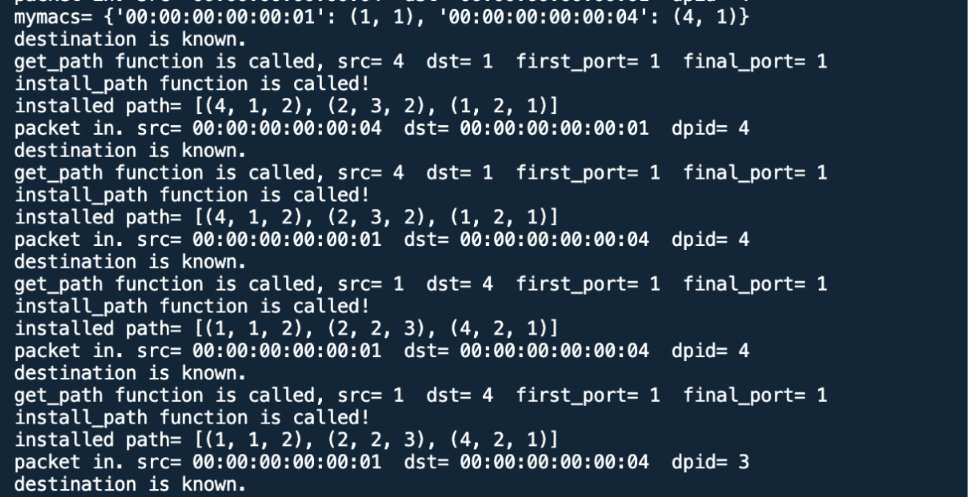 mymacs= {'00:00:00:00:00:01': (1, 1), '00:00:00:00:00:04': (4, 1)}
destination is known.
get_path function is called, src= 4  dst= 1  first_port= 1  final_port= 1
install_path function is called!
installed path= [(4, 1, 2), (2, 3, 2), (1, 2, 1)]
packet in. src= 00:00:00:00:00:04  dst= 00:00:00:00:00:01  dpid= 4
destination is known.
get_path function is called, src= 4  dst= 1  first_port= 1  final_port= 1
install_path function is called!
installed path= [(4, 1, 2), (2, 3, 2), (1, 2, 1)]
packet in. src= 00:00:00:00:00:01  dst= 00:00:00:00:00:04  dpid= 4
destination is known.
get_path function is called, src= 1  dst= 4  first_port= 1  final_port= 1
install_path function is called!
installed path= [(1, 1, 2), (2, 2, 3), (4, 2, 1)]
packet in. src= 00:00:00:00:00:01  dst= 00:00:00:00:00:04  dpid= 4
destination is known.
get_path function is called, src= 1  dst= 4  first_port= 1  final_port= 1
install_path function is called!
installed path= [(1, 1, 2), (2, 2, 3), (4, 2, 1)]
packet in. src= 00:00:00:00:00:01  dst= 00:00:00:00:00:04  dpid= 3
destination is known.